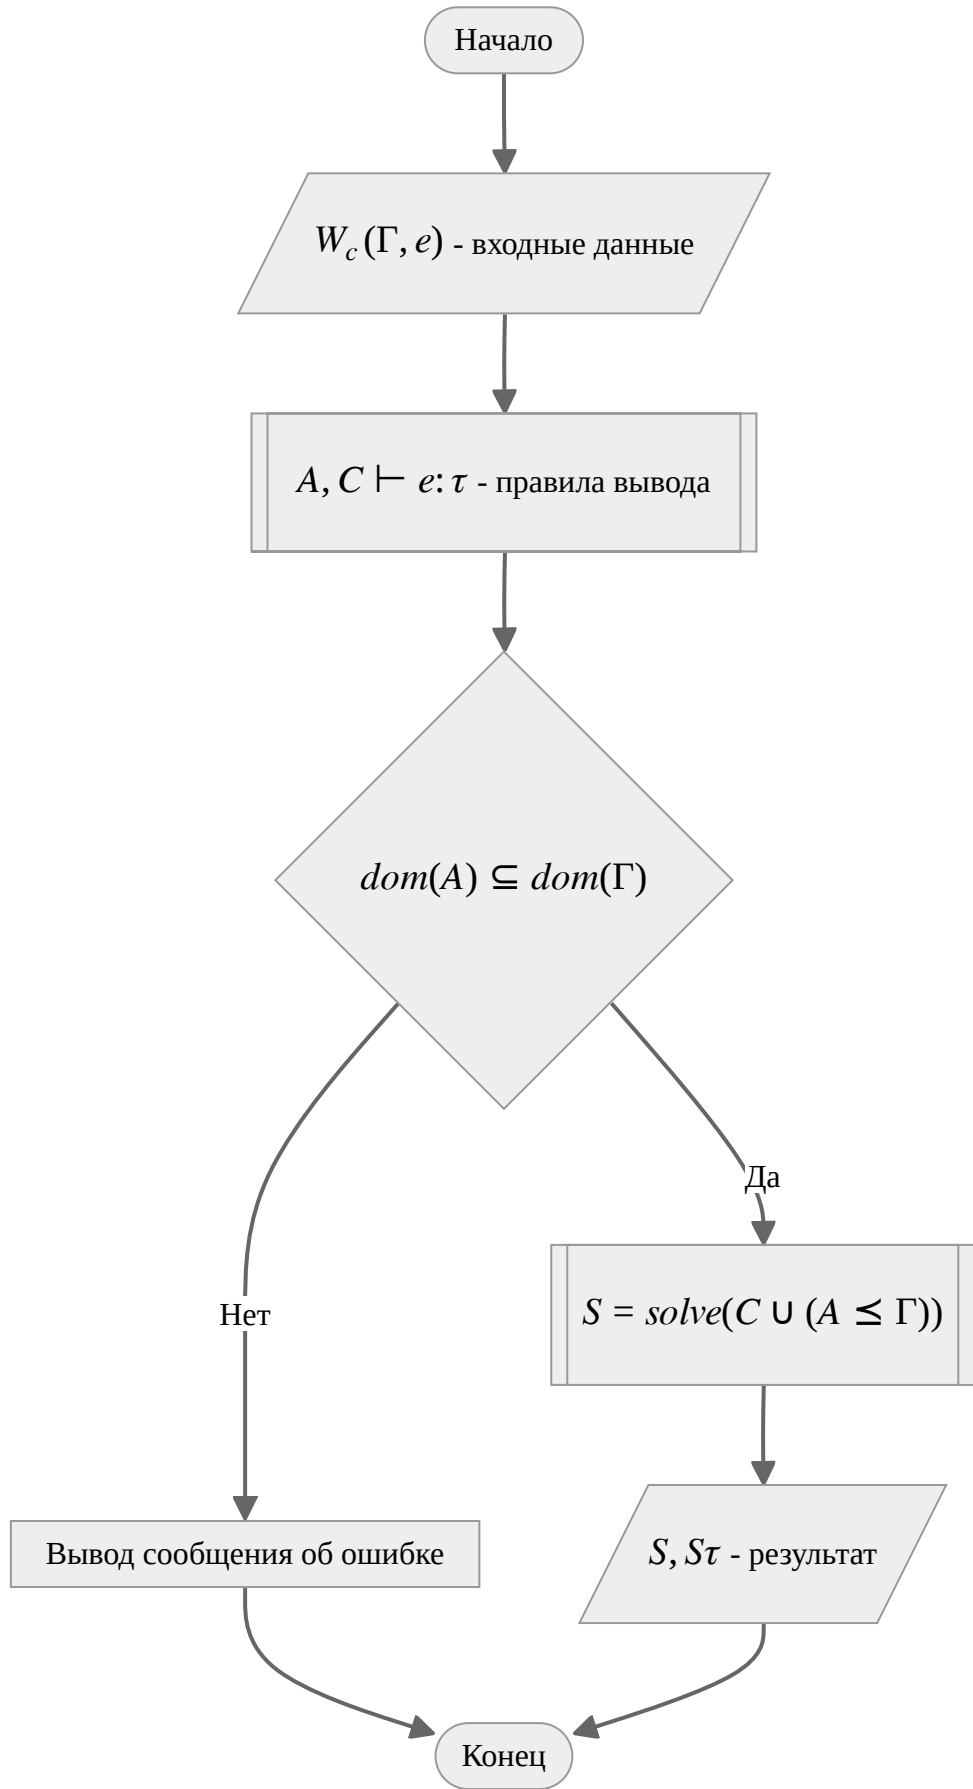 Начало
W_c (Γ, e) - входные данные
A, C ⊢ e: τ - правила вывода
dom(A) ⊆ dom(Γ)
Да
Нет
S = solve(C ∪ (A ⪯ Γ))
Вывод сообщения об ошибке
S, Sτ - результат
Конец